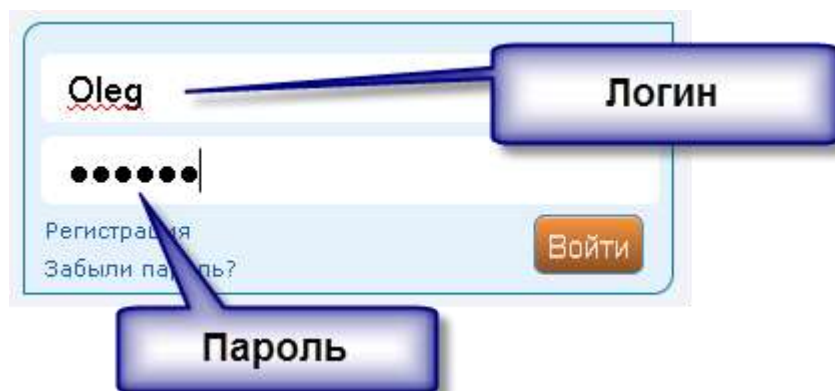 Oleg
Логин
••••••
Регистрация
Войти
Забыли пароль?
Пароль